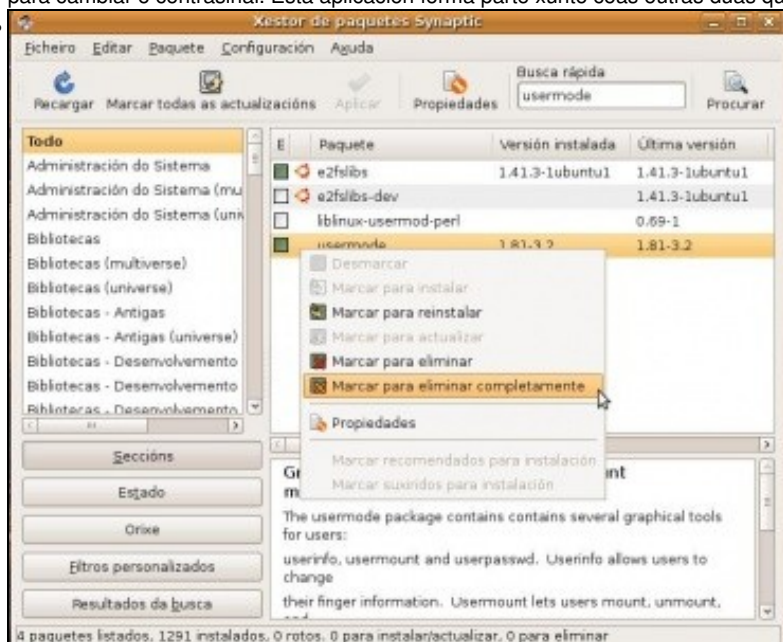 para cambiar o contrasinal. Esta aplicación forma parte xunto coas outras dúas
Xestor de paquetes Synaptic
Ficheiro Editar Paquete Configuración Axuda
Recargar Marcar todas as actualizacións Aplicar Propiedades Busca rápida Procurar
usermode
Todo
Administración do Sistema
Administración do Sistema (mu
Administración do Sistema (univ
Bibliotecas
Bibliotecas (multiverse)
Bibliotecas (universe)
Bibliotecas - Antigas
Bibliotecas - Antigas (universe)
Bibliotecas - Desenvolvemento
Bibliotecas - Desenvolvemento
Bibliotecas - Desenvolvemento
Seccións
Estado
Orixe
Filtros personalizados
Resultados da busca
E Paquete Versión instalada Última versión
e2fslibs 1.41.3-1ubuntu1 1.41.3-1ubuntu1
e2fslibs-dev 1.41.3-1ubuntu1
liblinux-usermod-perl 0.69-1
usermode 1.81-3.2 1.81-3.2
Desmarcar
Marcar para instalar
Marcar para reinstalar
Marcar para actualizar
Marcar para eliminar
Marcar para eliminar completamente
Propiedades
Marcar recomendados para instalación
Marcar suxiridos para instalación
The usermode package contains contains several graphical tools
for users:
userinfo, usermount and userpasswd. Userinfo allows users to
change
their finger information. Usermount lets users mount, unmount,
4 paquetes listados, 1291 instalados, 0 rotos. 0 para instalar/actualizar, 0 para eliminar